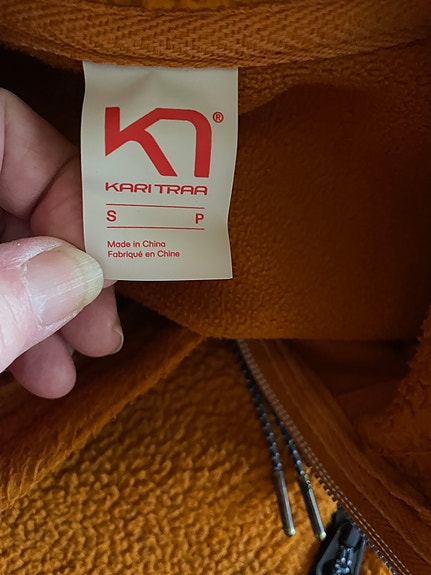 KARI TRAA
S P
Made in China
Fabriqué en Chine